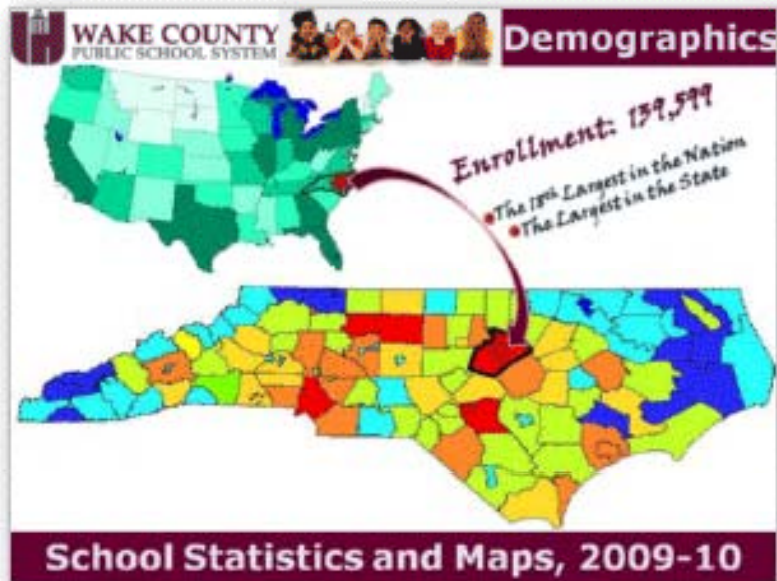 WAKE COUNTY
PUBLIC SCHOOL SYSTEM
Demographics
Enrollment: 139,599
The 18th Largest in the Nation
The Largest in the State
School Statistics and Maps, 2009-10